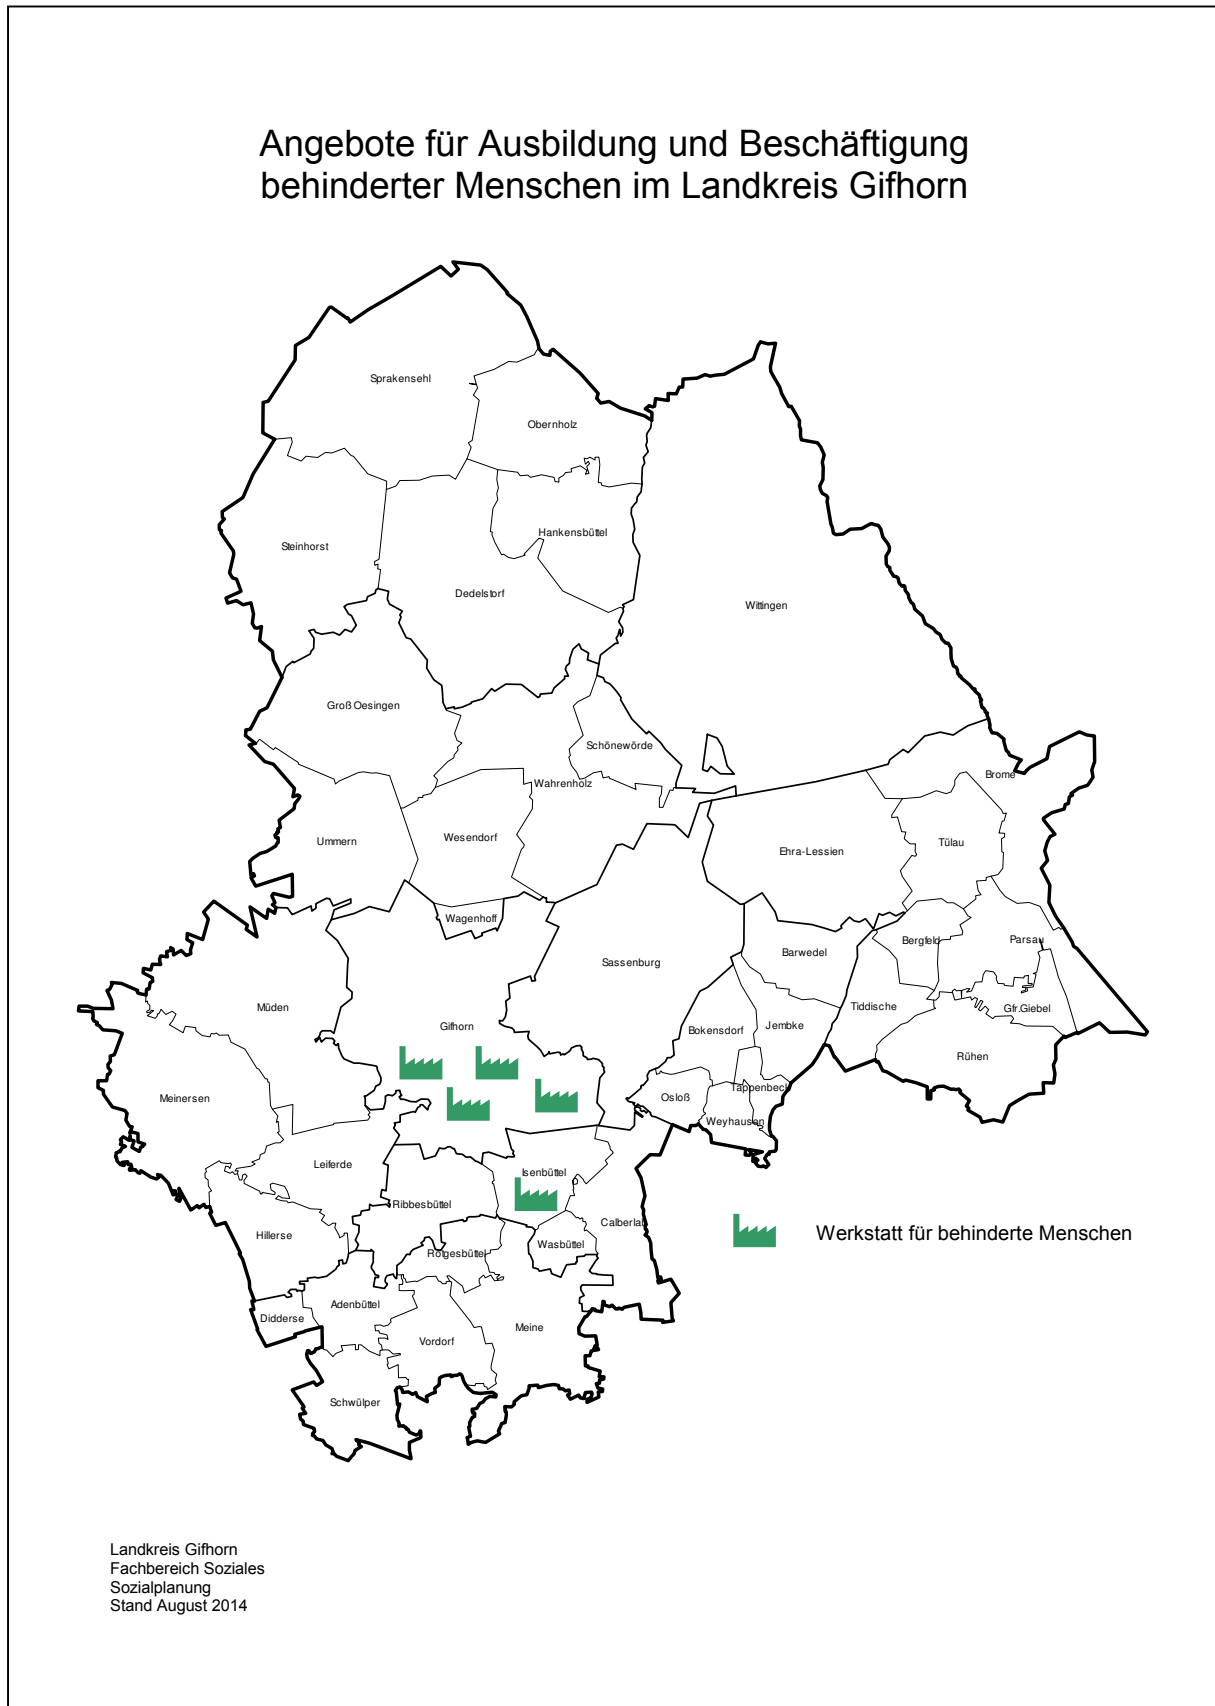 Angebote für Ausbildung und Beschäftigung
behinderter Menschen im Landkreis Gifhorn
Sprakensehl
Obernholz
Hankensbüttel
Steinhorst
Dedelstorf
Wittingen
Groß Oesingen
Schönewörde
Brome
Wahrenholz
Ummern
Wesendorf
Ehra-Lessien
Tülau
Wagenhoff
Bergfeld
Parsau
Barwedel
Sassenburg
Müden
Tiddische
Gfr.Giebel
Gifhorn
Bokensdorf
Jembke
Rühen
Meinersen
Osloß
Tappenbeck
Weyhausen
Leiferde
Isenbüttel
Ribbesbüttel
Calberlah
Hillerse
Wasbüttel
Rötgesbüttel
Werkstatt für behinderte Menschen
Adenbüttel
Didderse
Vordorf
Meine
Schwülper
Landkreis Gifhorn
Fachbereich Soziales
Sozialplanung
Stand August 2014